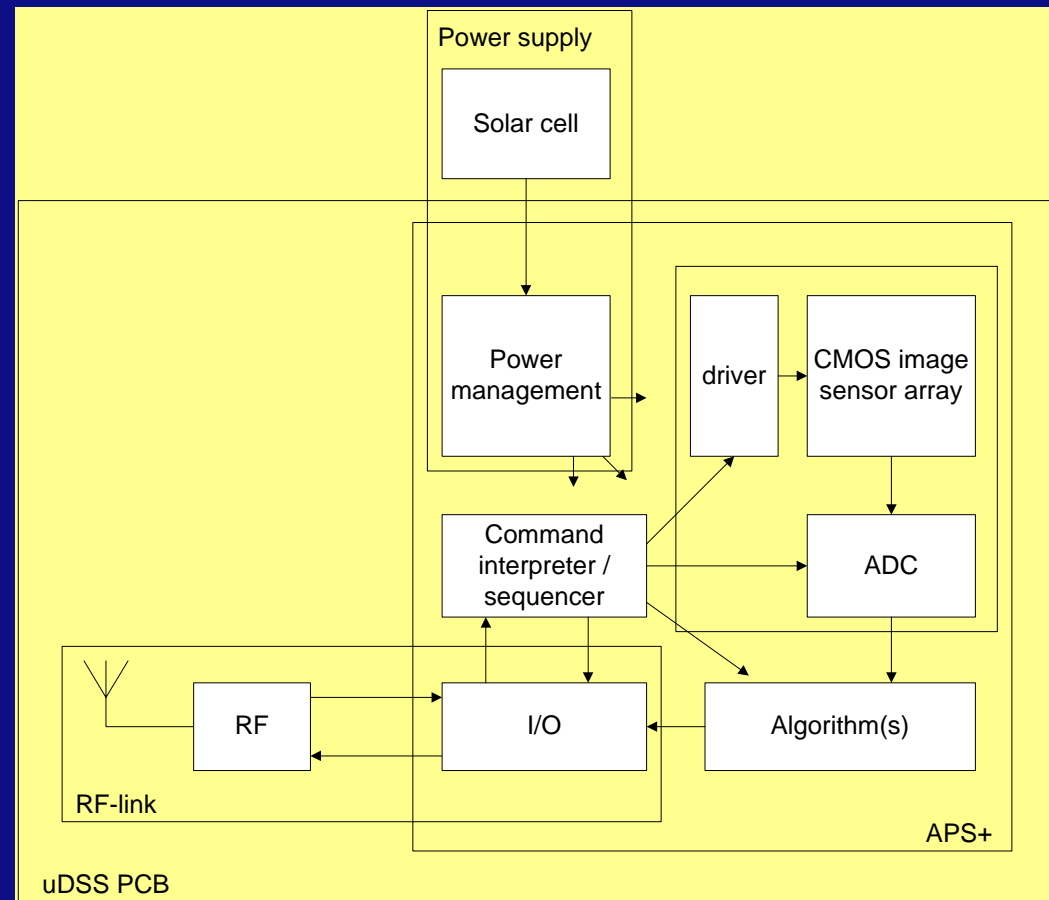 Power supply
Solar cell
Power
management
driver
CMOS image
sensor array
Command
interpreter /
sequencer
ADC
RF
I/O
Algorithm(s)
RF-link
APS+
uDSS PCB